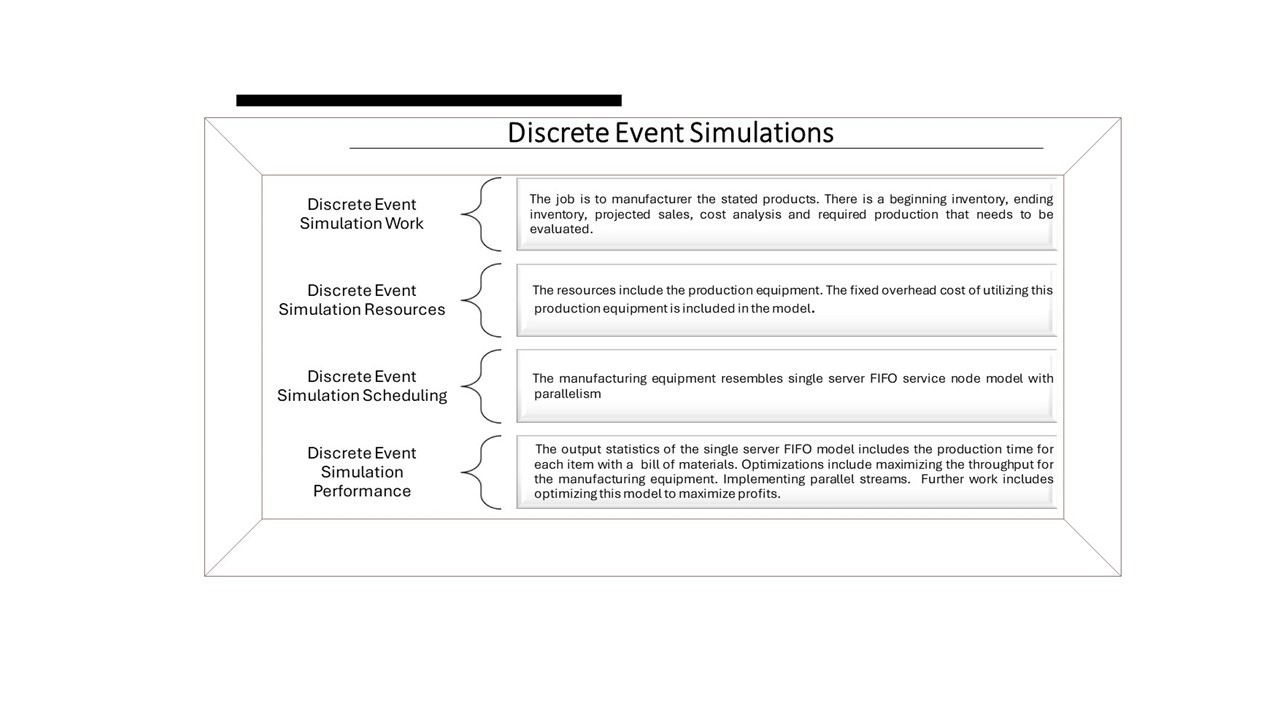 Discrete Event Simulations
Discrete Event
Simulation Work
The job is to manufacturer the stated products. There is a beginning inventory, ending
inventory, projected sales, cost analysis and required production that needs to be
evaluated.
Discrete Event
Simulation Resources
The resources include the production equipment. The fixed overhead cost of utilizing this
production equipment is included in the model.
Discrete Event
Simulation Scheduling
The manufacturing equipment resembles single server FIFO service node model with
parallelism
Discrete Event
Simulation
Performance
The output statistics of the single server FIFO model includes the production time for
each item with a  bill of materials. Optimizations include maximizing the throughput for
the manufacturing equipment. Implementing parallel streams.  Further work includes
optimizing this model to maximize profits.